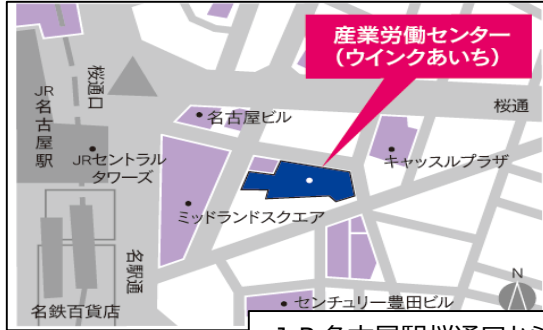 産業労働センター
(ウインクあいち)
桜通口
JR名古屋駅
桜通
名古屋ビル
JRセントラル
タワーズ
キャッスルプラザ
ミッドランドスクエア
名駅通
名鉄百貨店
センチュリー豊田ビル
N